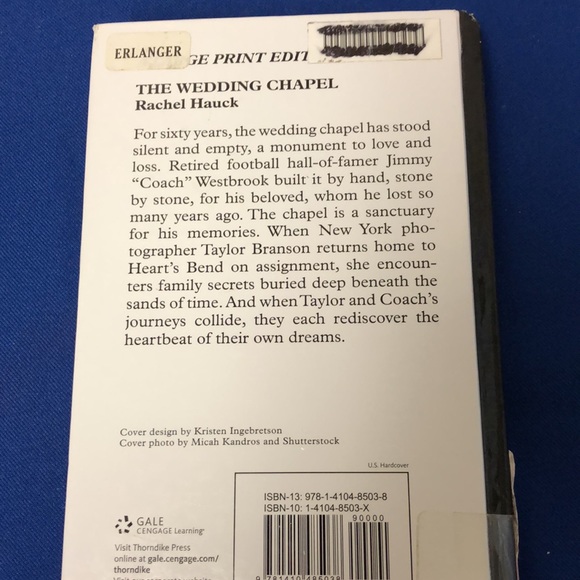 ERLANGER
GE PRINT EDIT
THE WEDDING CHAPEL
Rachel Hauck
For sixty years, the wedding chapel has stood
silent and empty, a monument to love and
loss. Retired football hall-of-famer Jimmy
“Coach” Westbrook built it by hand, stone
by stone, for his beloved, whom he lost so
many years ago. The chapel is a sanctuary
for his memories. When New York pho-
tographer Taylor Branson returns home to
Heart’s Bend on assignment, she encoun-
ters family secrets buried deep beneath the
sands of time. And when Taylor and Coach’s
journeys collide, they each rediscover the
heartbeat of their own dreams.
Cover design by Kristen Ingebretson
Cover photo by Micah Kandros and Shutterstock
U.S. Hardcover
ISBN-13: 978-1-4104-8503-8
ISBN-10: 1-4104-8503-X
90000
GALE
CENGAGE Learning·
Visit Thorndike Press
online at gale.cengage.com/
thorndike
9 781410 485038